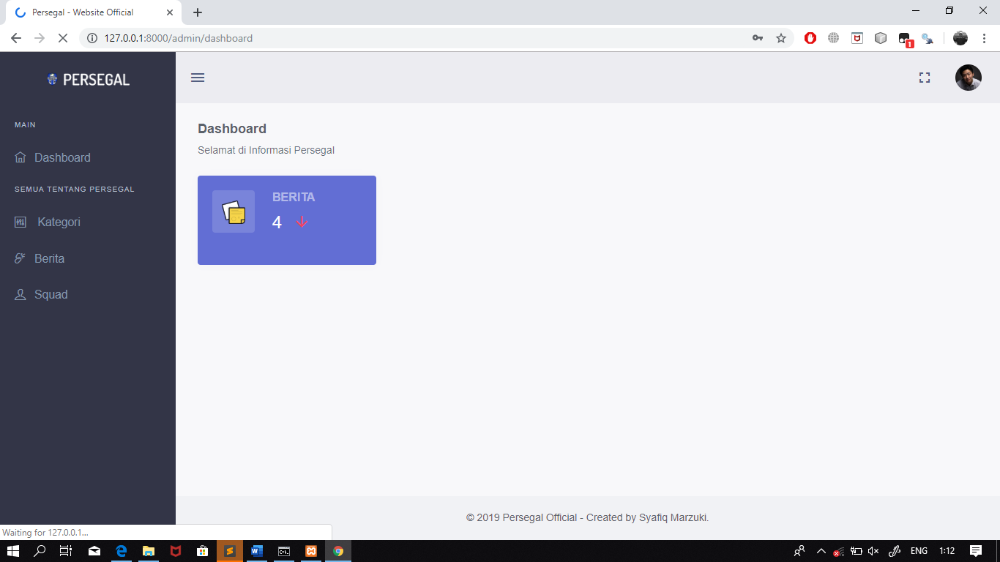 Persegal - Website Official
127.0.0.1:8000/admin/dashboard
1
PERSEGAL
MAIN
Dashboard
SEMUA TENTANG PERSEGAL
Kategori
Berita
Squad
Dashboard
Selamat di Informasi Persegal
BERITA
4
© 2019 Persegal Official - Created by Syafiq Marzuki.
Waiting for 127.0.0.1...
ENG
1:12